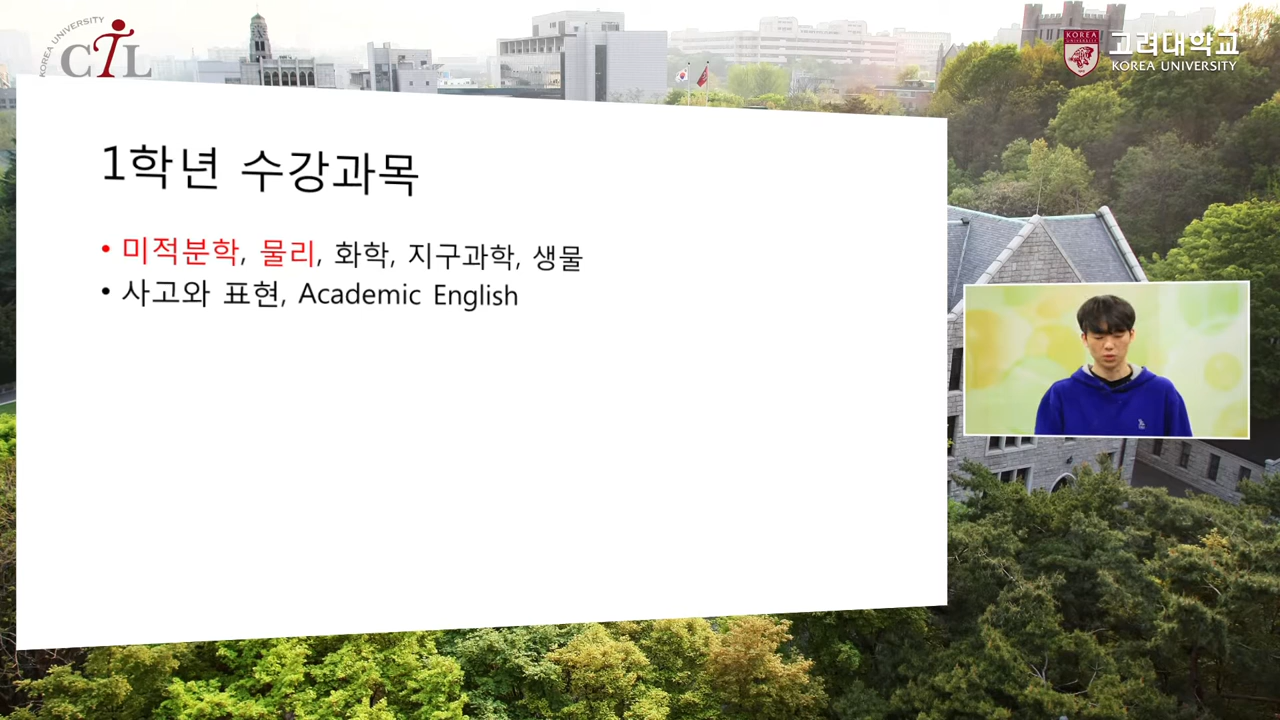 KOREA UNIVERSITY
CTL
KOREA
UNIVERSITY
고려대학교
KOREA UNIVERSITY
1학년 수강과목
• 미적분학, 물리, 화학, 지구과학, 생물
• 사고와 표현, Academic English